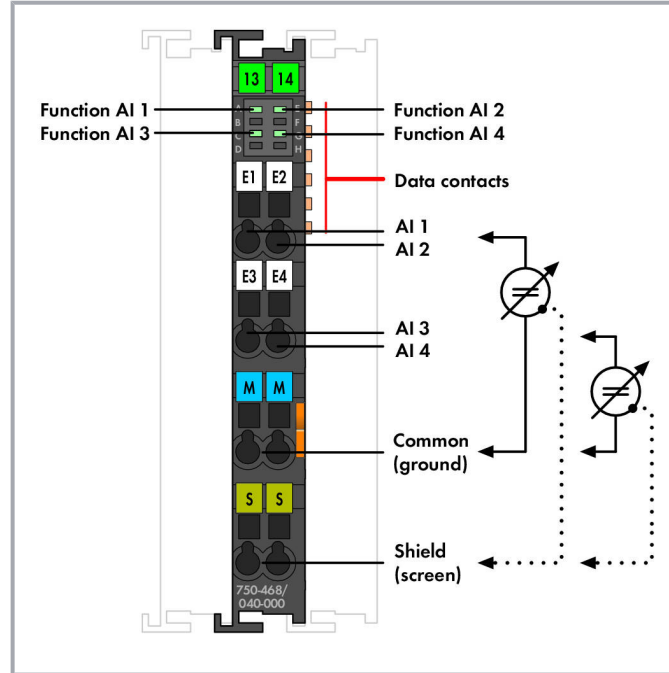 13 14
Function AI 1
Function AI 2
A E
B F
Function AI 3
Function AI 4
C G
D H
E1 E2
Data contacts
AI 1
AI 2
E3 E4
AI 3
AI 4
M M
Common
(ground)
S S
Shield
(screen)
750-468/
040-000